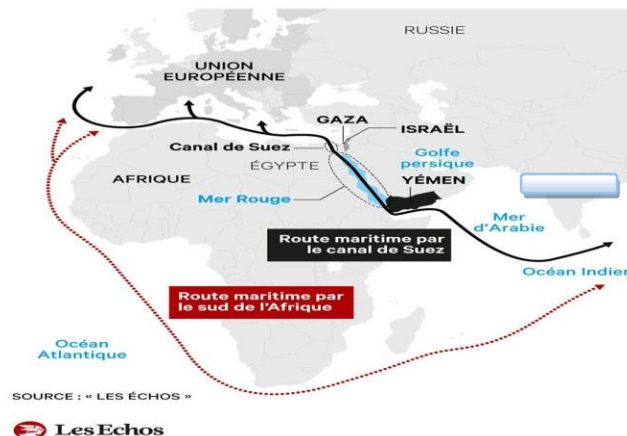 RUSSIE
UNION
EUROPÉENNE
GAZA
ISRAËL
Canal de Suez
Golfe
persique
ÉGYPTE
AFRIQUE
YÉMEN
Mer Rouge
Mer
d'Arabie
Route maritime par
le canal de Suez
Océan Indien
Route maritime par
le sud de l'Afrique
Océan
Atlantique
SOURCE : « LES ÉCHOS »
Les Echos